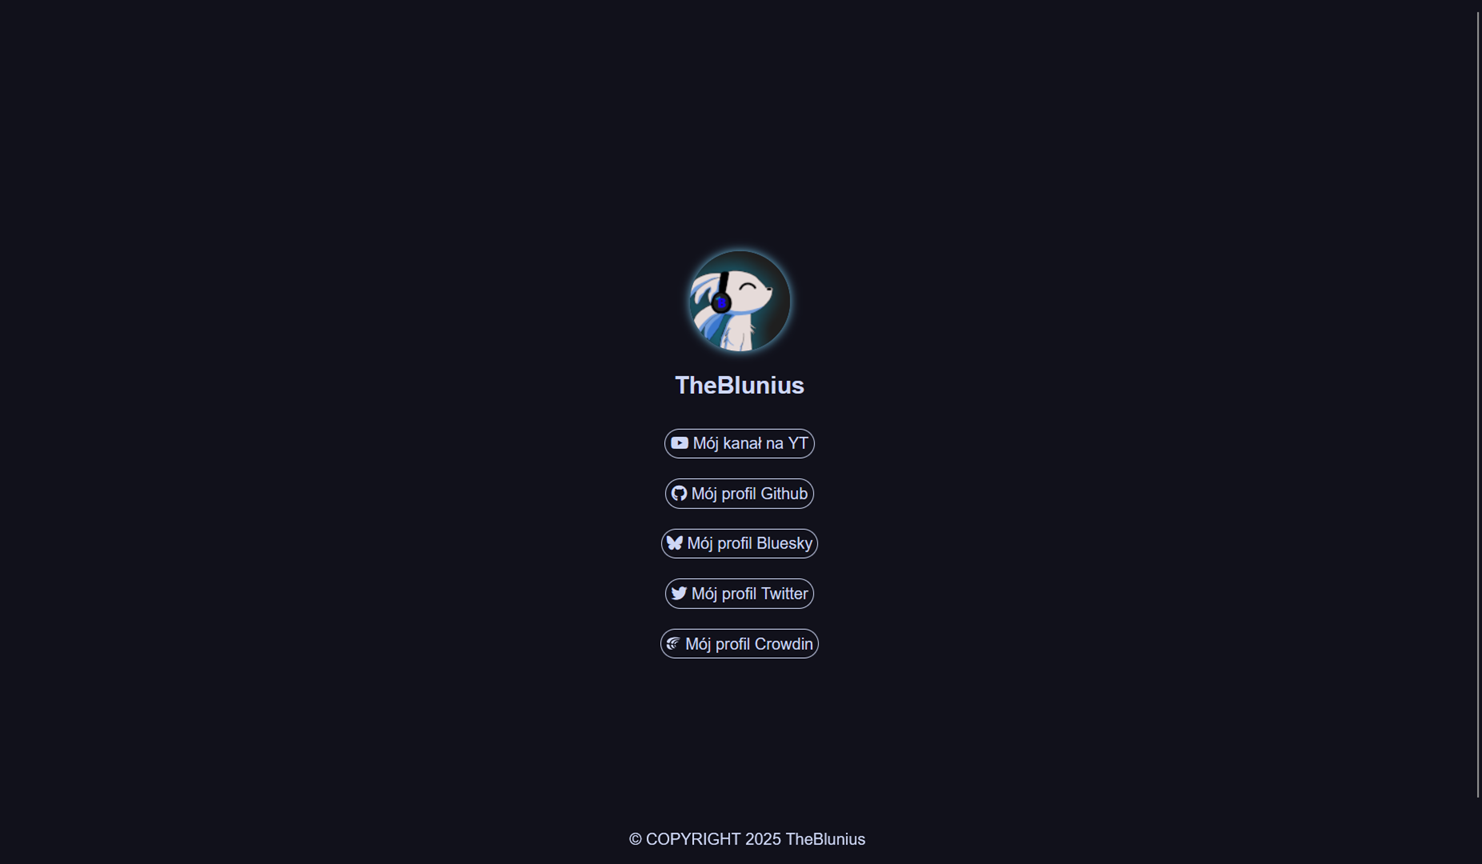 TheBlunius
Mój kanał na YT
Mój profil Github
Mój profil Bluesky
Mój profil Twitter
Mój profil Crowdin
© COPYRIGHT 2025 TheBlunius